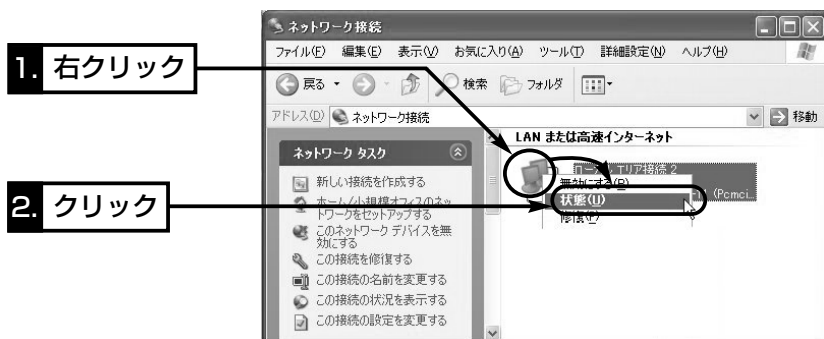 ネットワーク接続
ファイル(F) 編集(E) 表示(V) お気に入り(A) ツール(T) 詳細設定(N) ヘルプ(H)
1. 右クリック
戻る 検索 フォルダ
アドレス(D) ネットワーク接続 移動
LAN または高速インターネット
ネットワーク タスク
新しい接続を作成する
ホーム/小規模オフィスのネッ
トワークをセットアップする
このネットワーク デバイスを無
効にする
この接続を修復する
この接続の名前を変更する
この接続の状況を表示する
この接続の設定を変更する
エリア接続 2
無効にする(B)
(Pcmci...
2. クリック
状態(U)
修復(P)